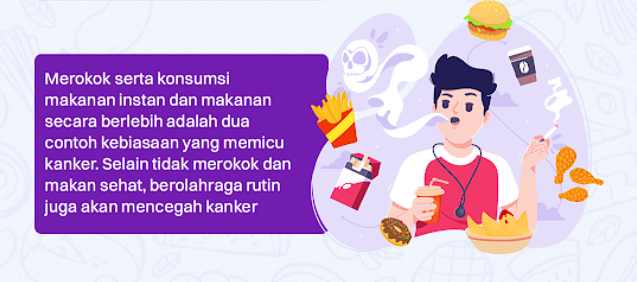 Merokok serta konsumsi
makanan instan dan makanan
secara berlebih adalah dua
contoh kebiasaan yang memicu
kanker. Selain tidak merokok dan
makan sehat, berolahraga rutin
juga akan mencegah kanker